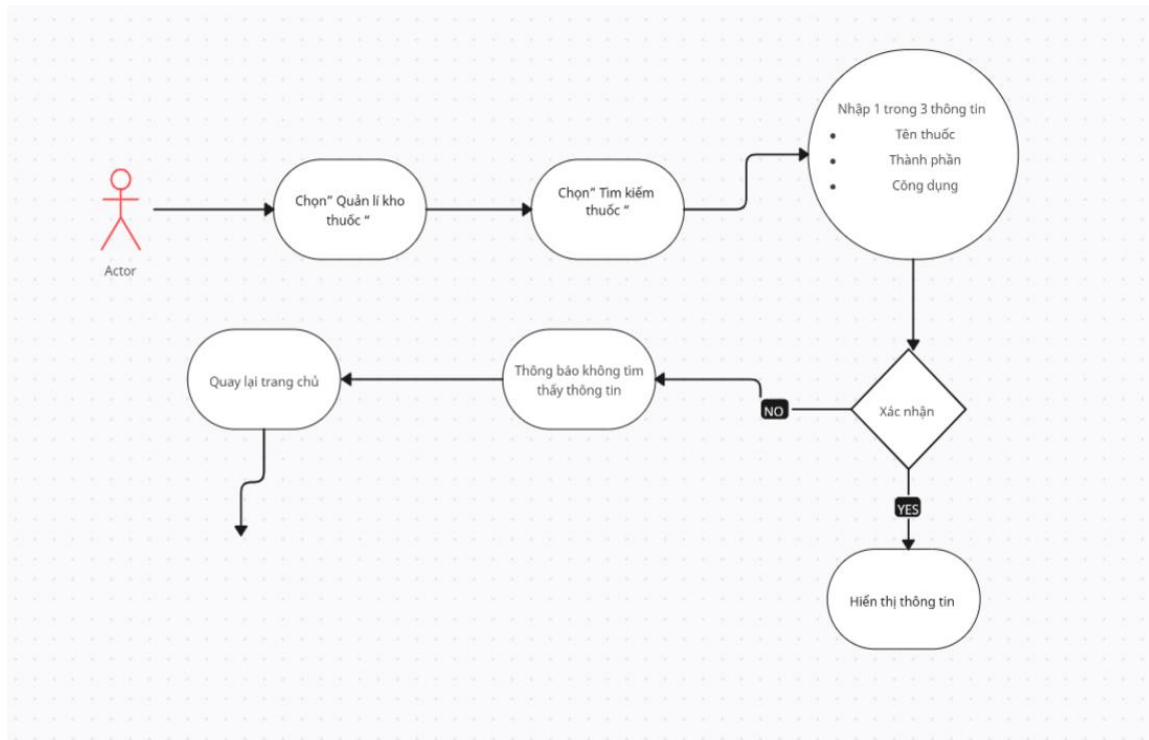 Nhập 1 trong 3 thông tin
• Tên thuốc
• Thành phần
• Công dụng
Chọn” Quản lí kho
thuốc “
Chọn” Tìm kiếm
thuốc “
Actor
Quay lại trang chủ
Thông báo không tìm
thấy thông tin
NO
Xác nhận
YES
Hiển thị thông tin